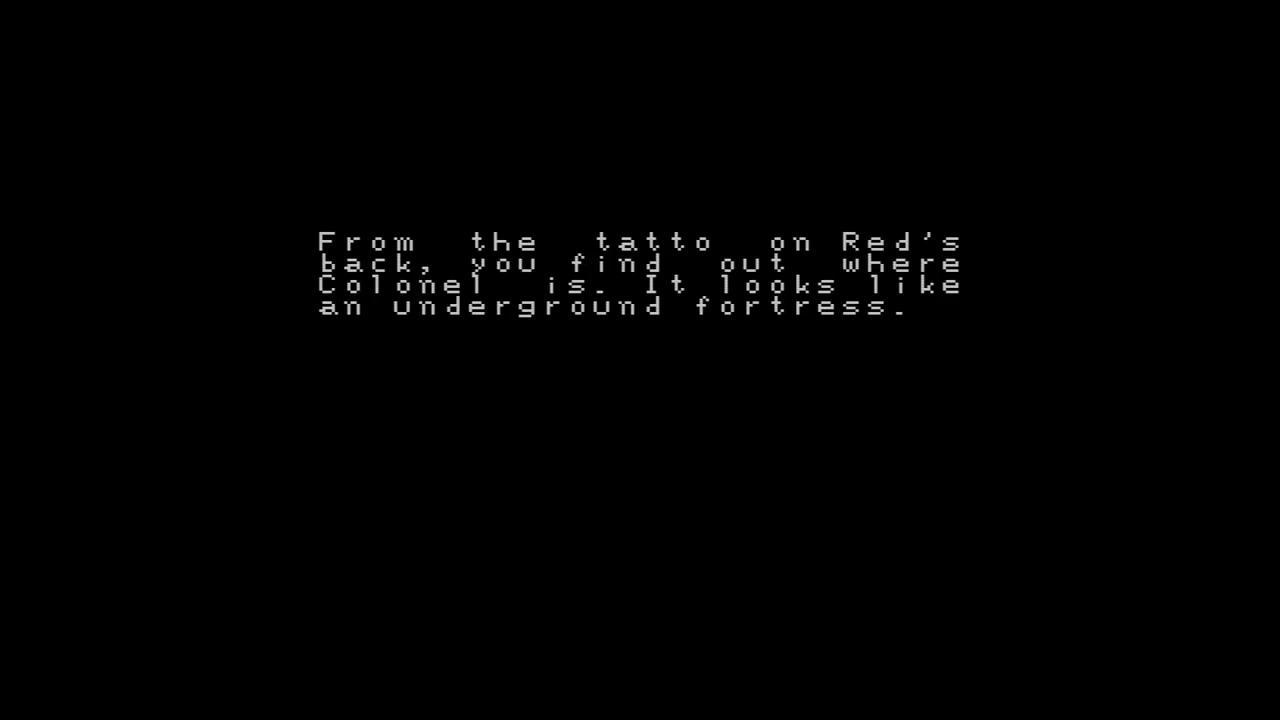 From the tatto on Red's
back, you find out where
Colonel is. It looks like
an underground fortress.